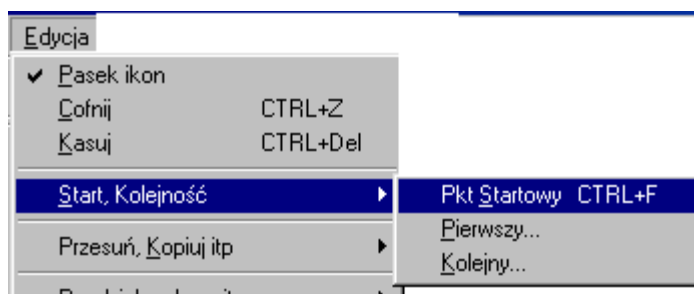 Edycja
Pasek ikon
Cofnij CTRL+Z
Kasuj CTRL+Del
Start, Kolejność
Pkt Startowy CTRL+F
Pierwszy...
Kolejny...
Przesuń, Kopiuj itp